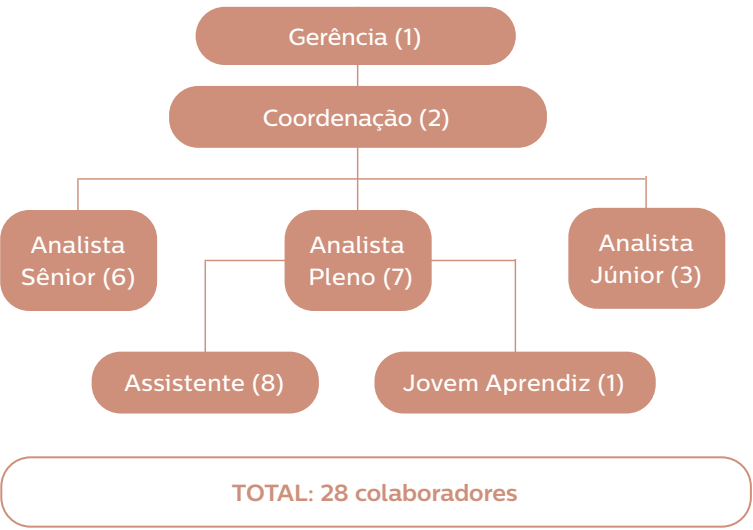 Gerência (1)
Coordenação (2)
Analista
Sênior (6)
Analista
Pleno (7)
Analista
Júnior (3)
Assistente (8)
Jovem Aprendiz (1)
TOTAL: 28 colaboradores